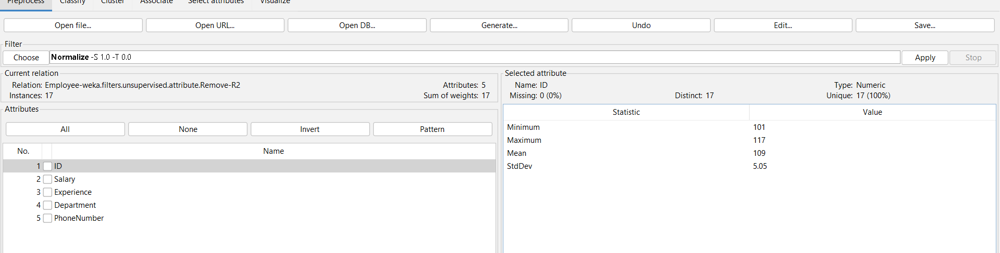 Preprocess Classify Cluster Associate Select attributes Visualize
Open file... Open URL... Open DB... Generate... Undo Edit... Save...
Filter
Choose Normalize -S 1.0 -T 0.0 Apply Stop
Current relation
Relation: Employee-weka.filters.unsupervised.attribute.Remove-R2 Attributes: 5
Instances: 17 Sum of weights: 17
Attributes
All None Invert Pattern
No. Name
1 ID
2 Salary
3 Experience
4 Department
5 PhoneNumber
Selected attribute
Name: ID Type: Numeric
Missing: 0 (0%) Distinct: 17 Unique: 17 (100%)
Statistic Value
Minimum 101
Maximum 117
Mean 109
StdDev 5.05